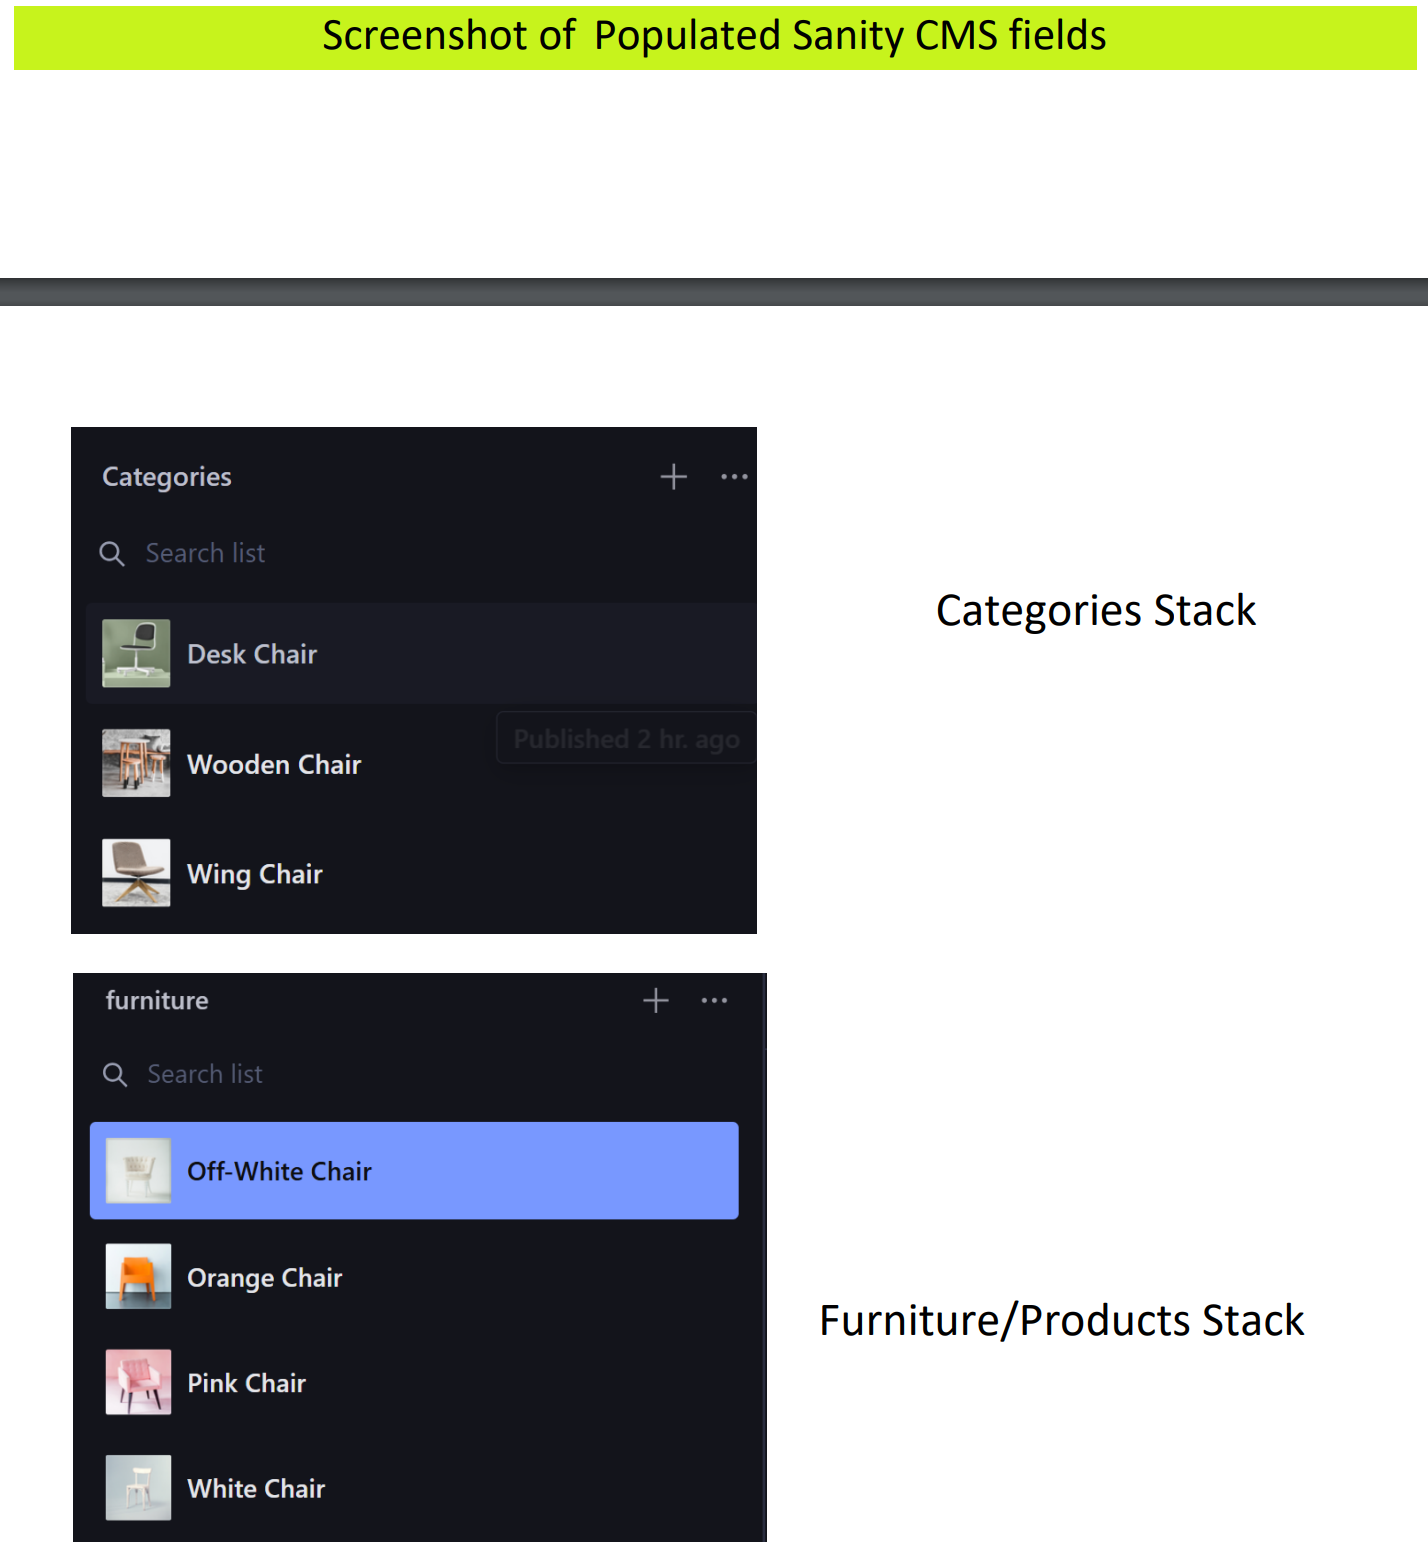 Screenshot of Populated Sanity CMS fields
Categories
Search list
Desk Chair
Published 2 hr. ago
Wooden Chair
Wing Chair
Categories Stack
furniture
Search list
Off-White Chair
Orange Chair
Pink Chair
White Chair
Furniture/Products Stack